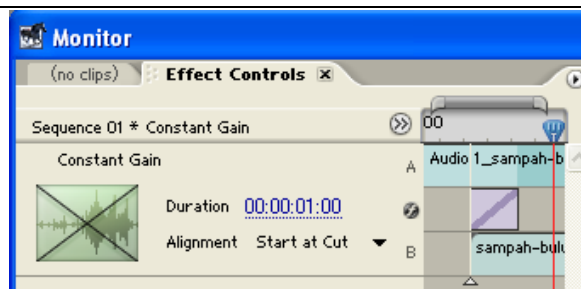 Monitor
(no clips) Effect Controls
Sequence 01 * Constant Gain 00
Constant Gain A Audio 1_sampah-b
Duration 00:00:01:00
Alignment Start at Cut B sampah-bulu